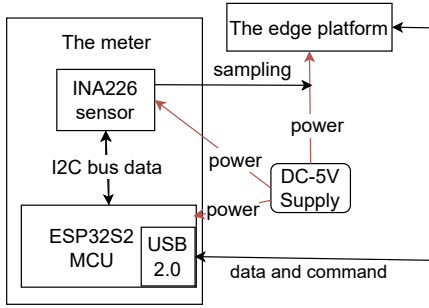 The edge platform
The meter
INA226
sensor
sampling
power
I2C bus data
power
DC-5V
Supply
power
ESP32S2
MCU
USB
2.0
data and command